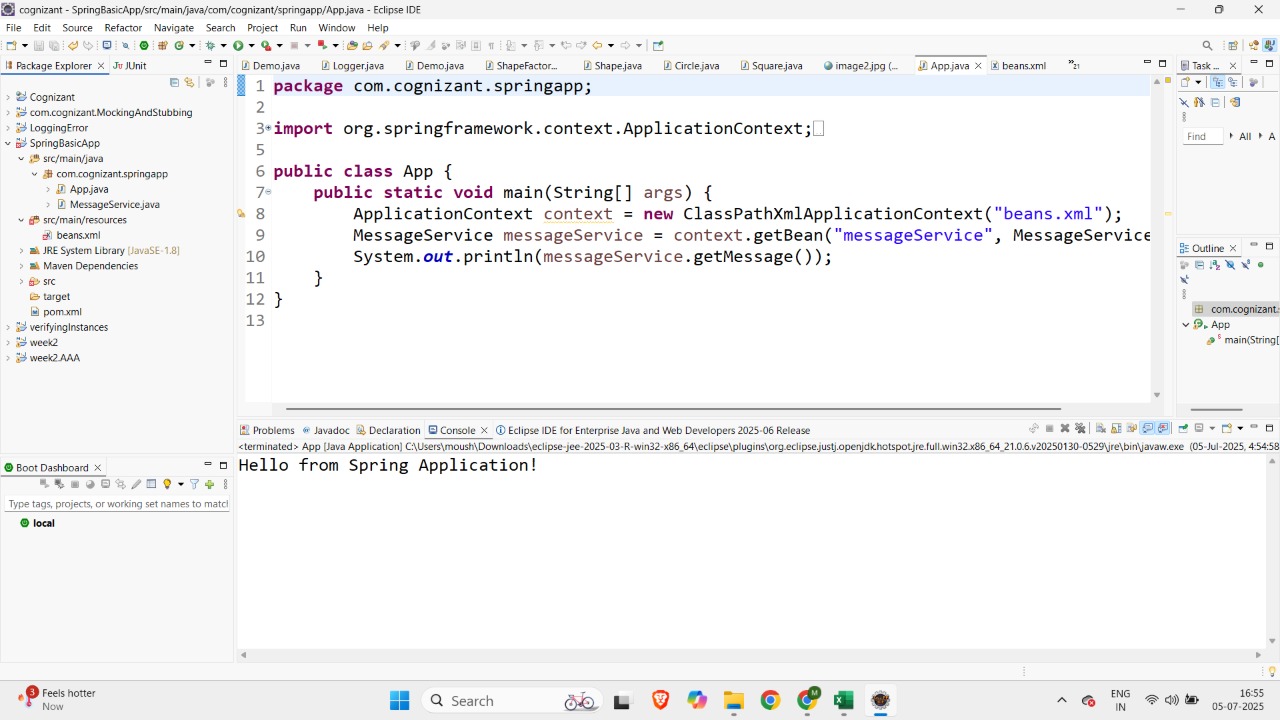 cognizant - SpringBasicApp/src/main/java/com/cognizant/springapp/App.java - Eclipse IDE
File Edit Source Refactor Navigate Search Project Run Window Help
Package Explorer
JUnit
Cognizant
com.cognizant.MockingAndStubbing
LoggingError
SpringBasicApp
src/main/java
com.cognizant.springapp
App.java
MessageService.java
src/main/resources
beans.xml
JRE System Library [JavaSE-1.8]
Maven Dependencies
src
target
pom.xml
verifyingInstances
week2
week2.AAA
Boot Dashboard
Type tags, projects, or working set names to matcl
local
Demo.java Logger.java Demo.java ShapeFactor... Shape.java Circle.java Square.java image2.jpg (... App.java beans.xml »21
1 package com.cognizant.springapp;
2
3 import org.springframework.context.ApplicationContext;
5
6 public class App {
7 public static void main(String[] args) {
8 ApplicationContext context = new ClassPathXmlApplicationContext("beans.xml");
9 MessageService messageService = context.getBean("messageService", MessageService
10 System.out.println(messageService.getMessage());
11 }
12 }
13
Problems Javadoc Declaration Console Eclipse IDE for Enterprise Java and Web Developers 2025-06 Release
<terminated> App [Java Application] C:\Users\moush\Downloads\eclipse-jee-2025-03-R-win32-x86_64\eclipse\plugins\org.eclipse.justj.openjdk.hotspot.jre.full.win32.x86_64_21.0.6.v20250130-0529\jre\bin\javaw.exe (05-Jul-2025, 4:54:58
Hello from Spring Application!
Task ...
Find All A
Outline
com.cognizant.s
App
main(String[
3
Feels hotter
Now
Search
M
ENG
IN
16:55
05-07-2025